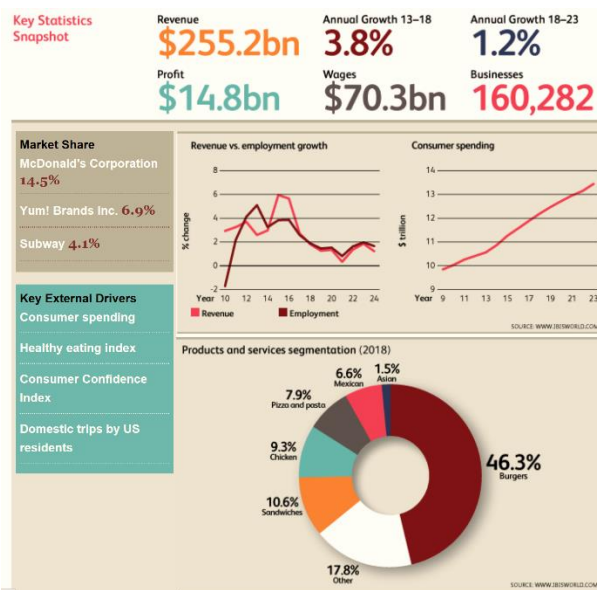 Key Statistics
Snapshot
Revenue
$255.2bn
Annual Growth 13–18
3.8%
Annual Growth 18–23
1.2%
Profit
$14.8bn
Wages
$70.3bn
Businesses
160,282
Market Share
McDonald's Corporation
14.5%
Yum! Brands Inc. 6.9%
Subway 4.1%
Key External Drivers
Consumer spending
Healthy eating index
Consumer Confidence
Index
Domestic trips by US
residents
Revenue vs. employment growth
% change
8
6
4
2
0
-2
Year 10 12 14 16 18 20 22 24
Revenue
Employment
Consumer spending
$ trillion
14
13
12
11
10
9
Year 9 11 13 15 17 19 21 23
SOURCE: WWW.IBISWORLD.COM
Products and services segmentation (2018)
1.5%
Asian
6.6%
Mexican
7.9%
Pizza and pasta
9.3%
Chicken
46.3%
Burgers
10.6%
Sandwiches
17.8%
Other
SOURCE: WWW.IBISWORLD.COM